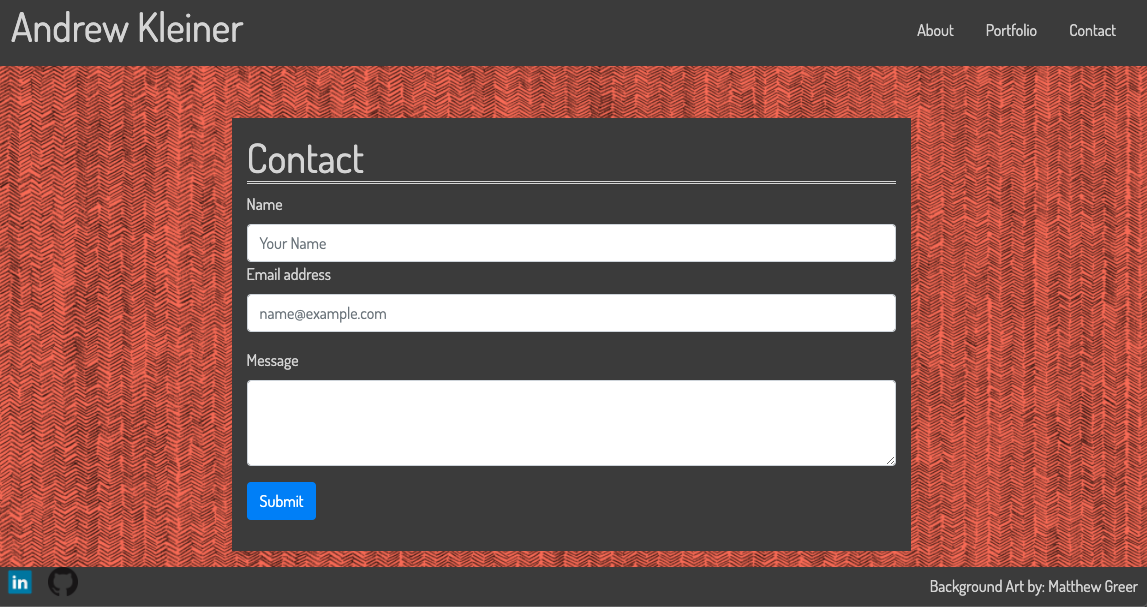 Andrew Kleiner
About Portfolio Contact
Contact
Name
Your Name
Email address
name@example.com
Message
Submit
in
Background Art by: Matthew Greer